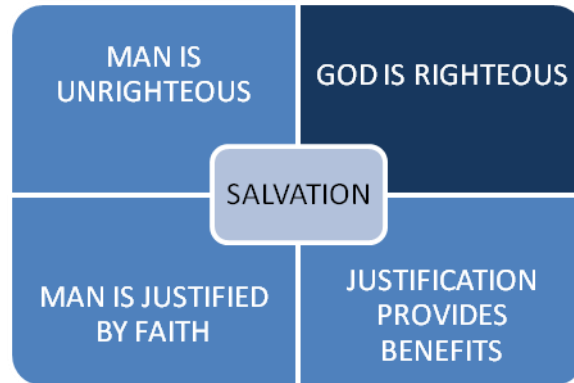 MAN IS
UNRIGHTEOUS
GOD IS RIGHTEOUS
SALVATION
MAN IS JUSTIFIED
BY FAITH
JUSTIFICATION
PROVIDES
BENEFITS